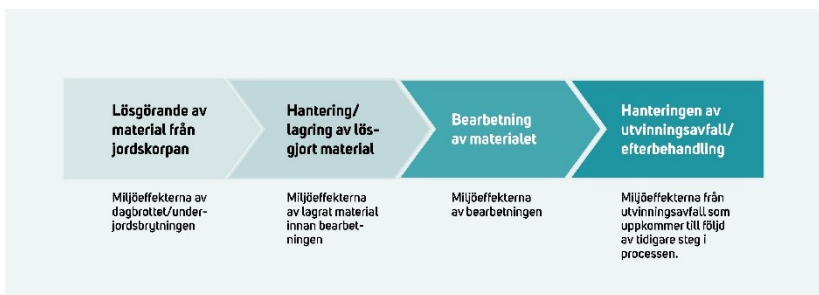 Lösgörande av
material från
jordskorpan
Hantering/
lagring av lös-
gjort material
Bearbetning
av materialet
Hanteringen av
utvinningsavfall/
efterbehandling
Miljöeffekterna av
dagbrottet/under-
jordsbrytningen
Miljöeffekterna
av lagrat material
innan bearbet-
ningen
Miljöeffekterna
av bearbetningen
Miljöeffekterna från
utvinningsavfall som
uppkommer till följd
av tidigare steg i
processen.